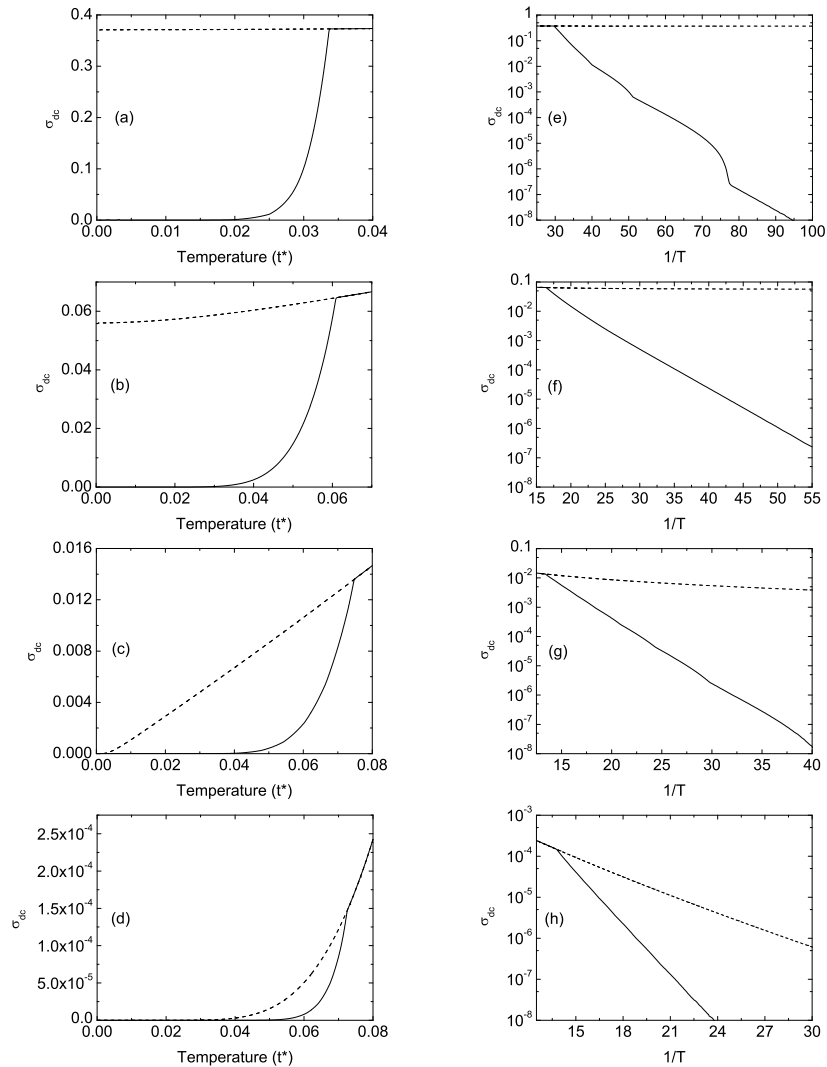 0.4
0.3
0.2
0.1
0.0
σdc
(a)
0.00 0.01 0.02 0.03 0.04
Temperature (t*)
1
10^-1
10^-2
10^-3
10^-4
10^-5
10^-6
10^-7
10^-8
σdc
(e)
30 40 50 60 70 80 90 100
1/T
0.06
0.04
0.02
0.00
σdc
(b)
0.00 0.02 0.04 0.06
Temperature (t*)
0.1
10^-2
10^-3
10^-4
10^-5
10^-6
10^-7
10^-8
σdc
(f)
15 20 25 30 35 40 45 50 55
1/T
0.016
0.012
0.008
0.004
0.000
σdc
(c)
0.00 0.02 0.04 0.06 0.08
Temperature (t*)
0.1
10^-2
10^-3
10^-4
10^-5
10^-6
10^-7
10^-8
σdc
(g)
15 20 25 30 35 40
1/T
2.5x10^-4
2.0x10^-4
1.5x10^-4
1.0x10^-4
5.0x10^-5
0.0
σdc
(d)
0.00 0.02 0.04 0.06 0.08
Temperature (t*)
10^-3
10^-4
10^-5
10^-6
10^-7
10^-8
σdc
(h)
15 18 21 24 27 30
1/T